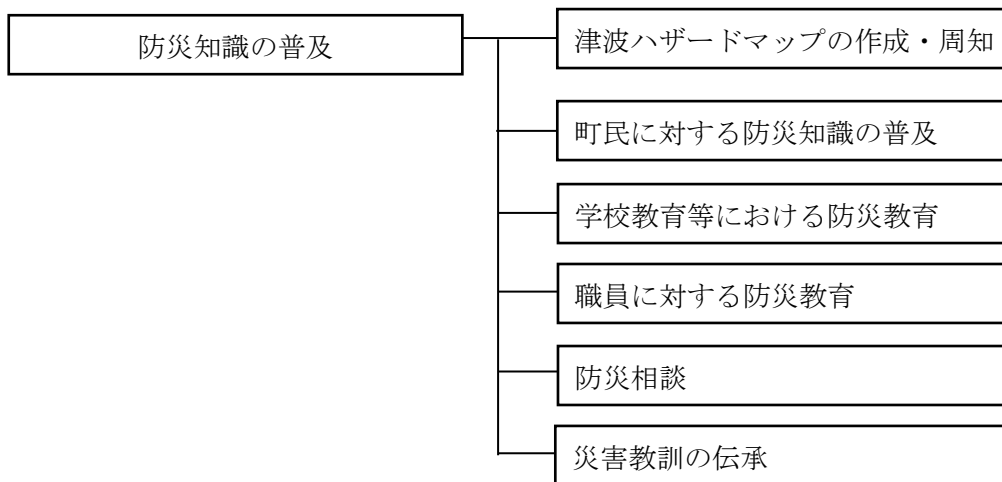 防災知識の普及
津波ハザードマップの作成・周知
町民に対する防災知識の普及
学校教育等における防災教育
職員に対する防災教育
防災相談
災害教訓の伝承